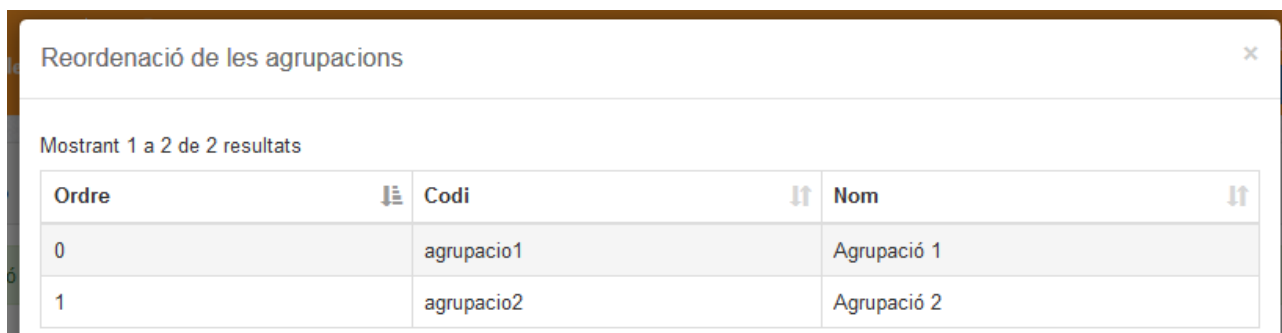 Reordenació de les agrupacions ×
Mostrant 1 a 2 de 2 resultats
Ordre Codi Nom
0 agrupacio1 Agrupació 1
1 agrupacio2 Agrupació 2